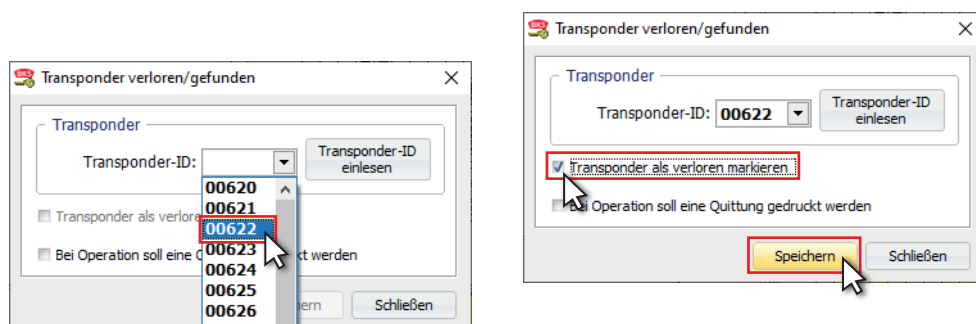 Transponder verloren/gefunden
Transponder
Transponder-ID:
Transponder-ID
einlesen
00620
00621
00622
00623
00624
00625
00626
Transponder als
Bei Operation soll eine
werden
Schließen
BKS
Transponder verloren/gefunden
Transponder
Transponder-ID: 00622
Transponder-ID
einlesen
Transponder als verloren markieren
Bei Operation soll eine Quittung gedruckt werden
Speichern
Schließen